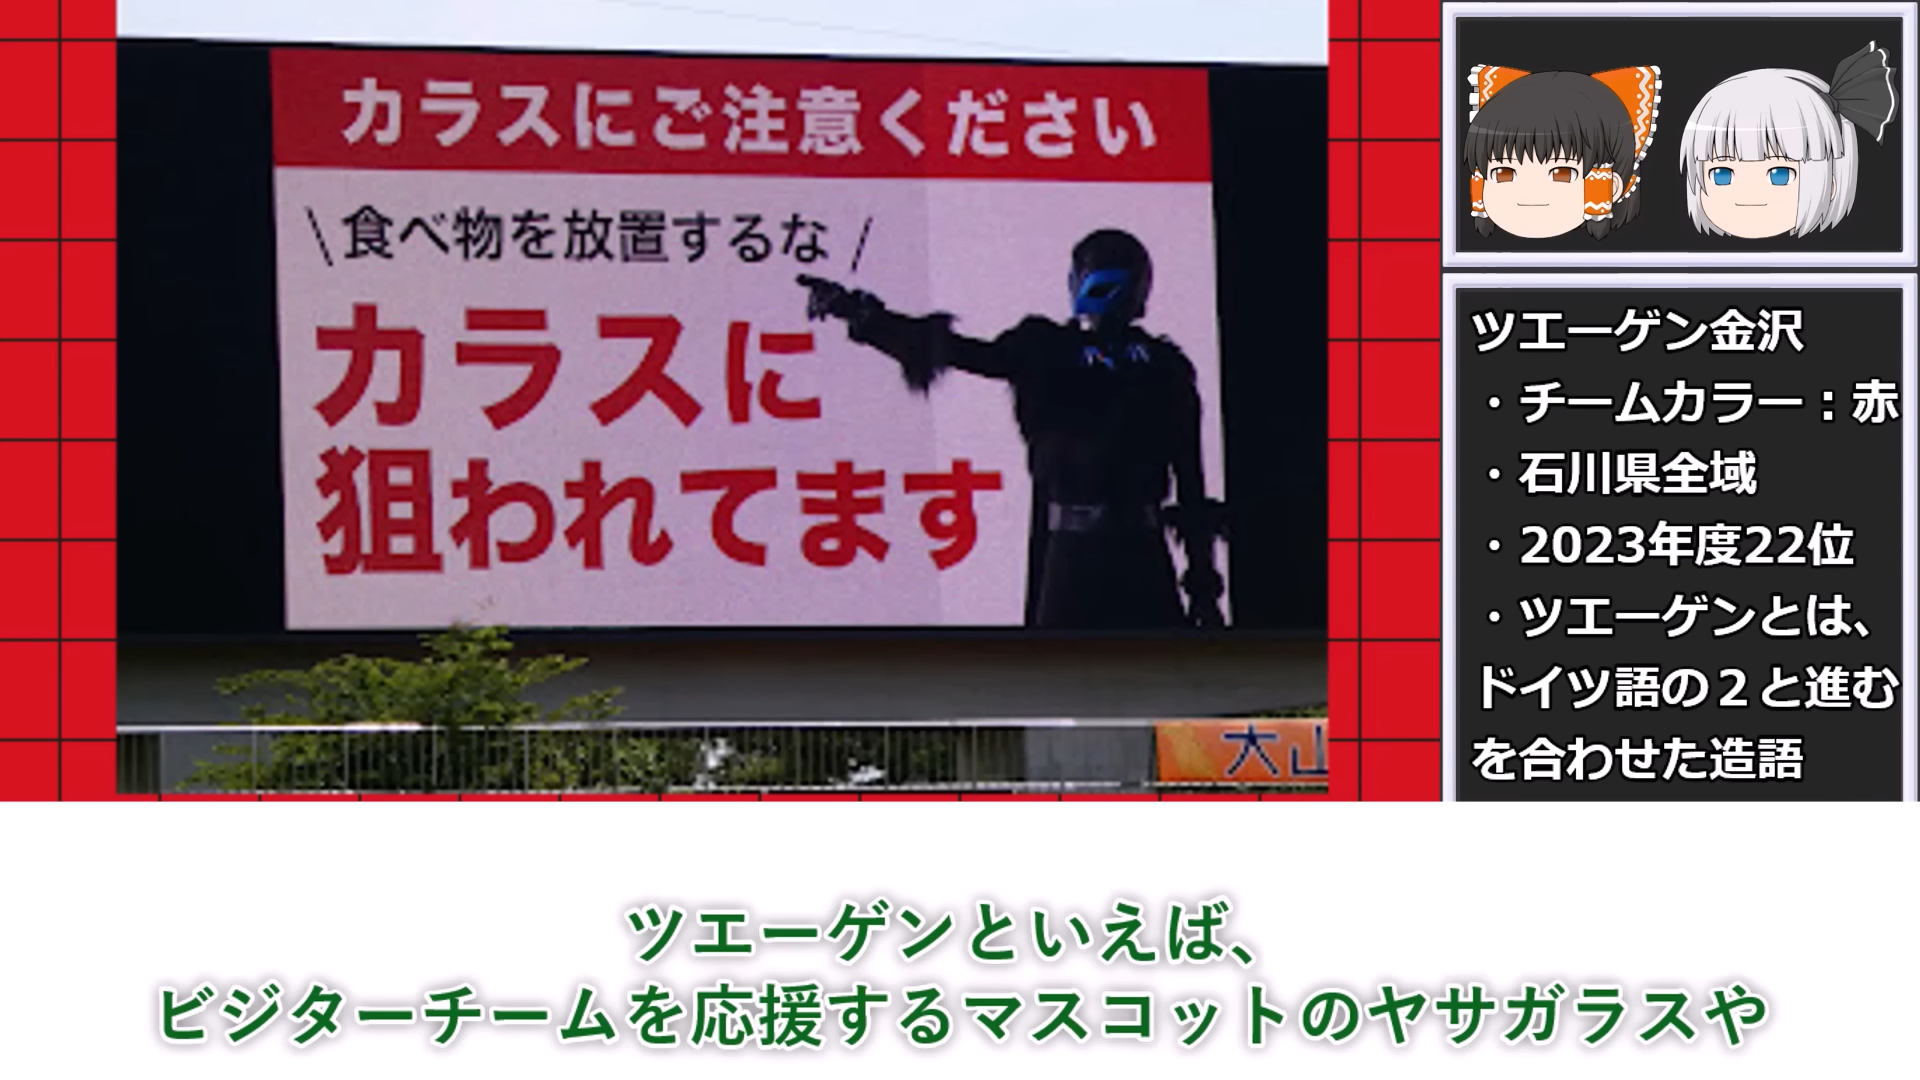 カラスにご注意ください
\ 食べ物を放置するな /
カラスに
狙われてます
大山
ツエーゲン金沢
・チームカラー：赤
・石川県全域
・2023年度22位
・ツエーゲンとは、
ドイツ語の２と進む
を合わせた造語
ツエーゲンといえば、
ビジターチームを応援するマスコットのヤサガラスや